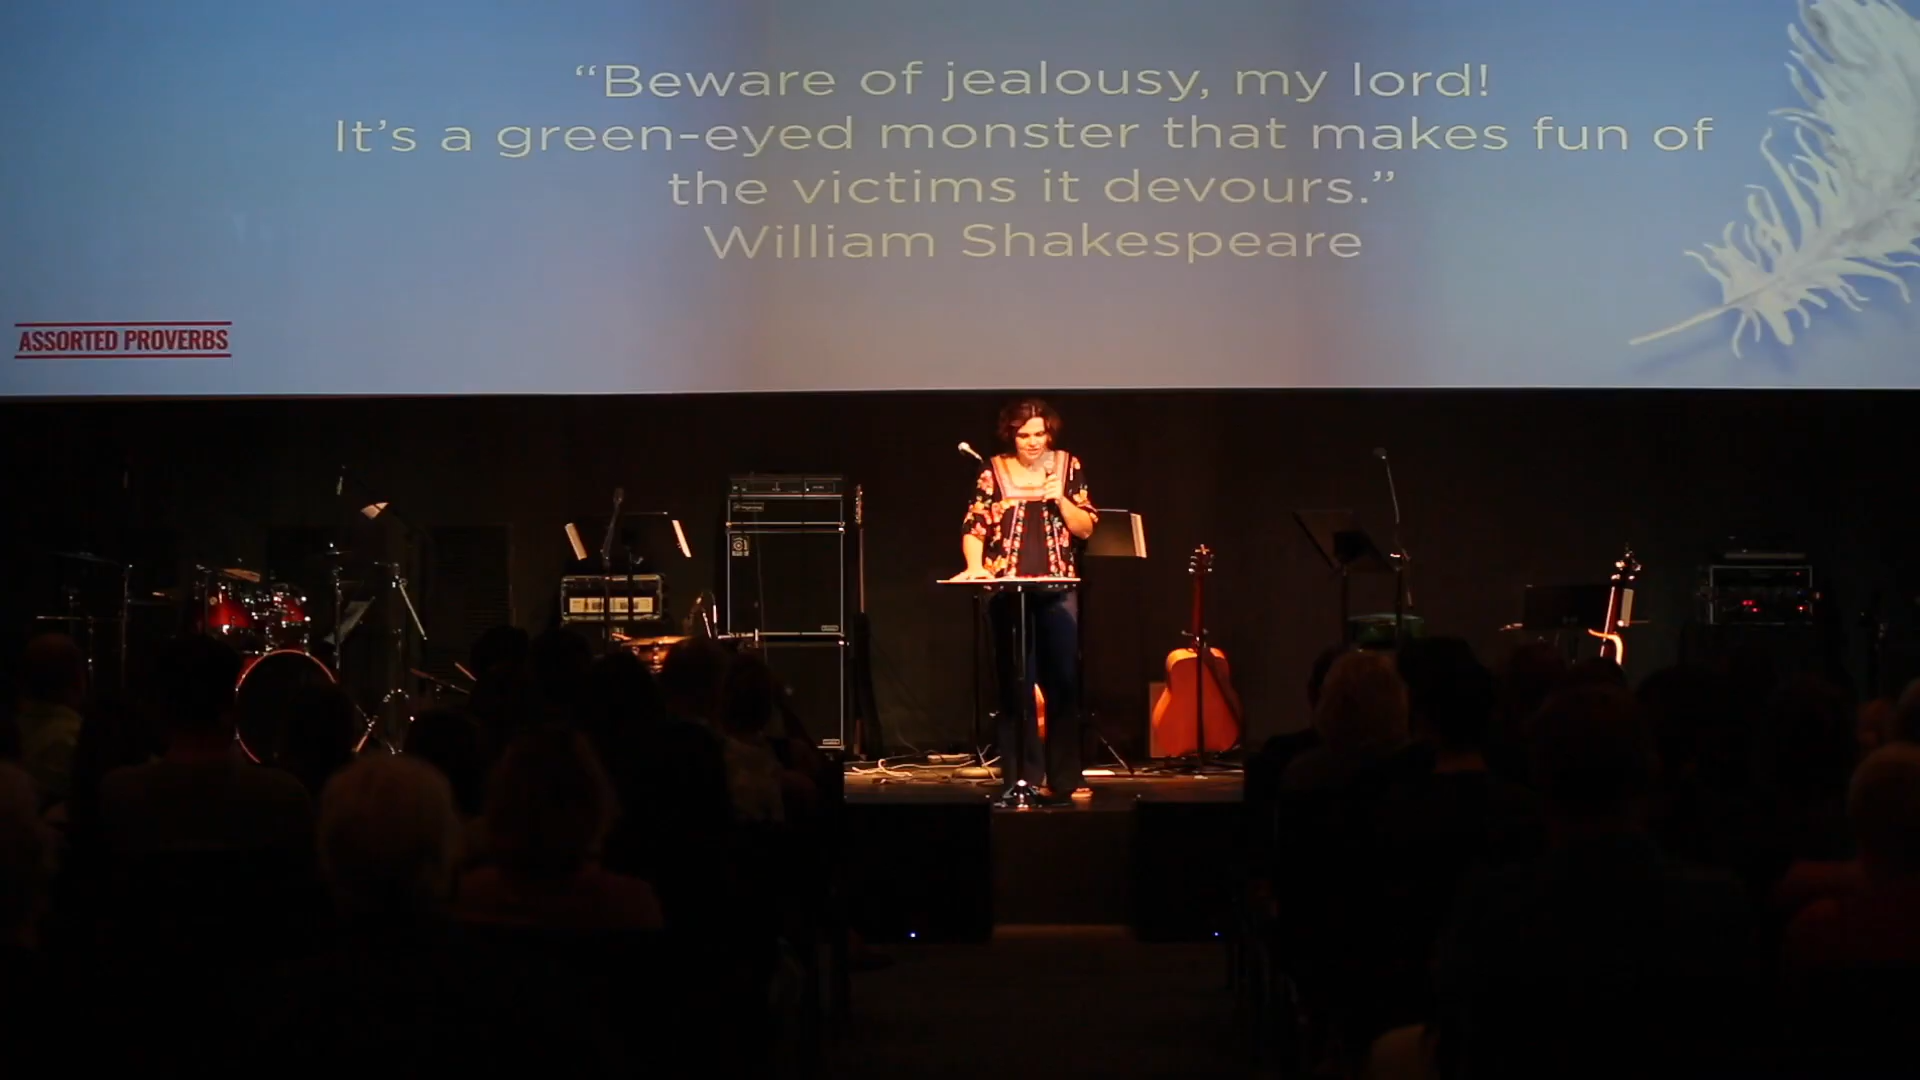 “Beware of jealousy, my lord!
It’s a green-eyed monster that makes fun of
the victims it devours.”
William Shakespeare
ASSORTED PROVERBS